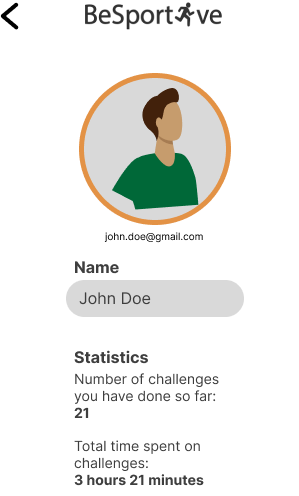 BeSportive
john.doe@gmail.com
Name
John Doe
Statistics
Number of challenges
you have done so far:
21
Total time spent on
challenges:
3 hours 21 minutes